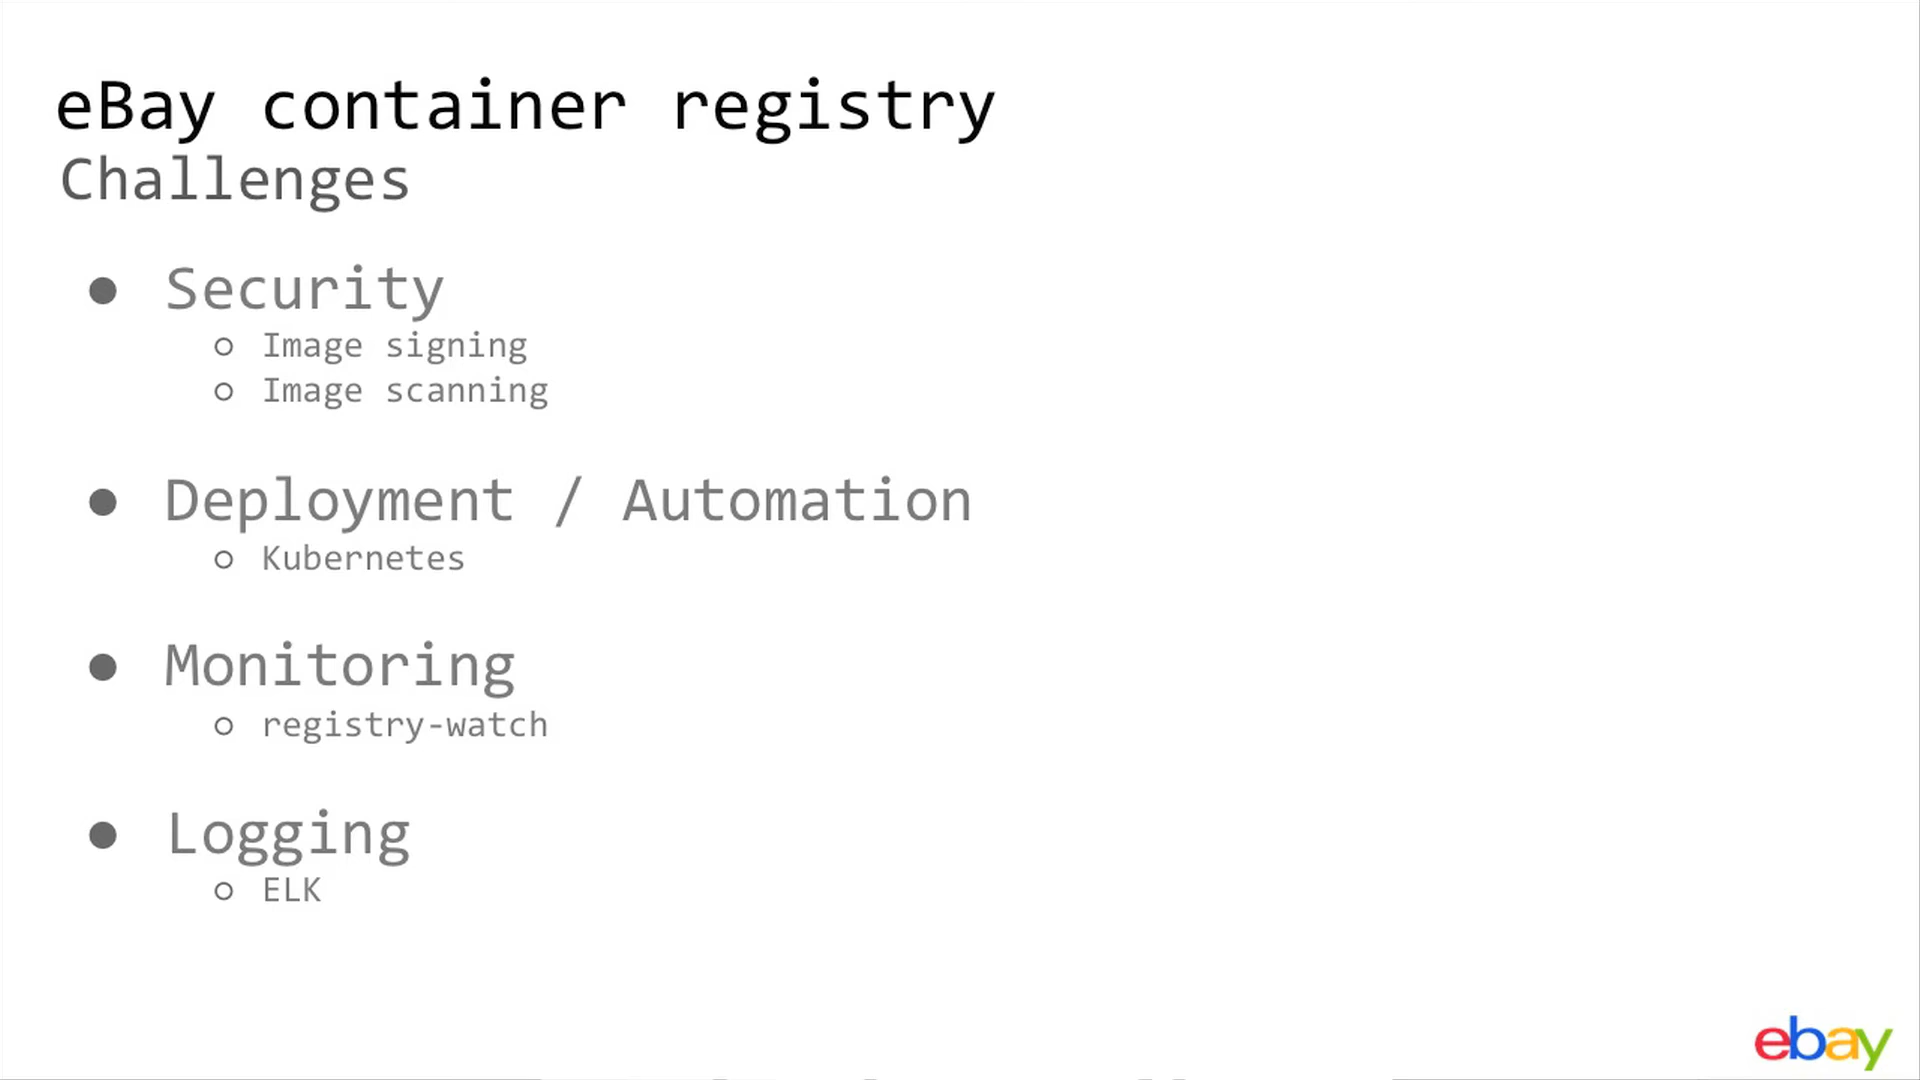 eBay container registry
Challenges
● Security
○ Image signing
○ Image scanning
● Deployment / Automation
○ Kubernetes
● Monitoring
○ registry-watch
● Logging
○ ELK
ebay